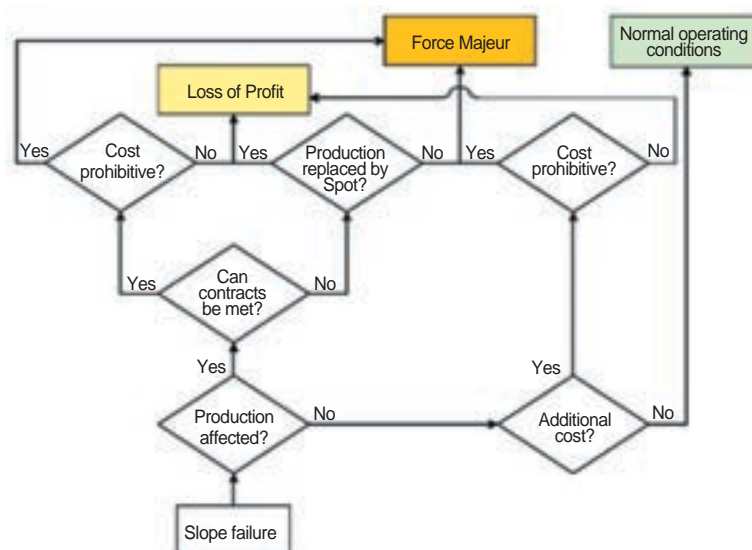 Force Majeur
Normal operating
conditions
Loss of Profit
Yes
Cost
prohibitive?
No
Yes
Production
replaced by
Spot?
No
Yes
Cost
prohibitive?
No
Yes
Can
contracts
be met?
No
Yes
Production
affected?
No
Yes
Additional
cost?
No
Slope failure